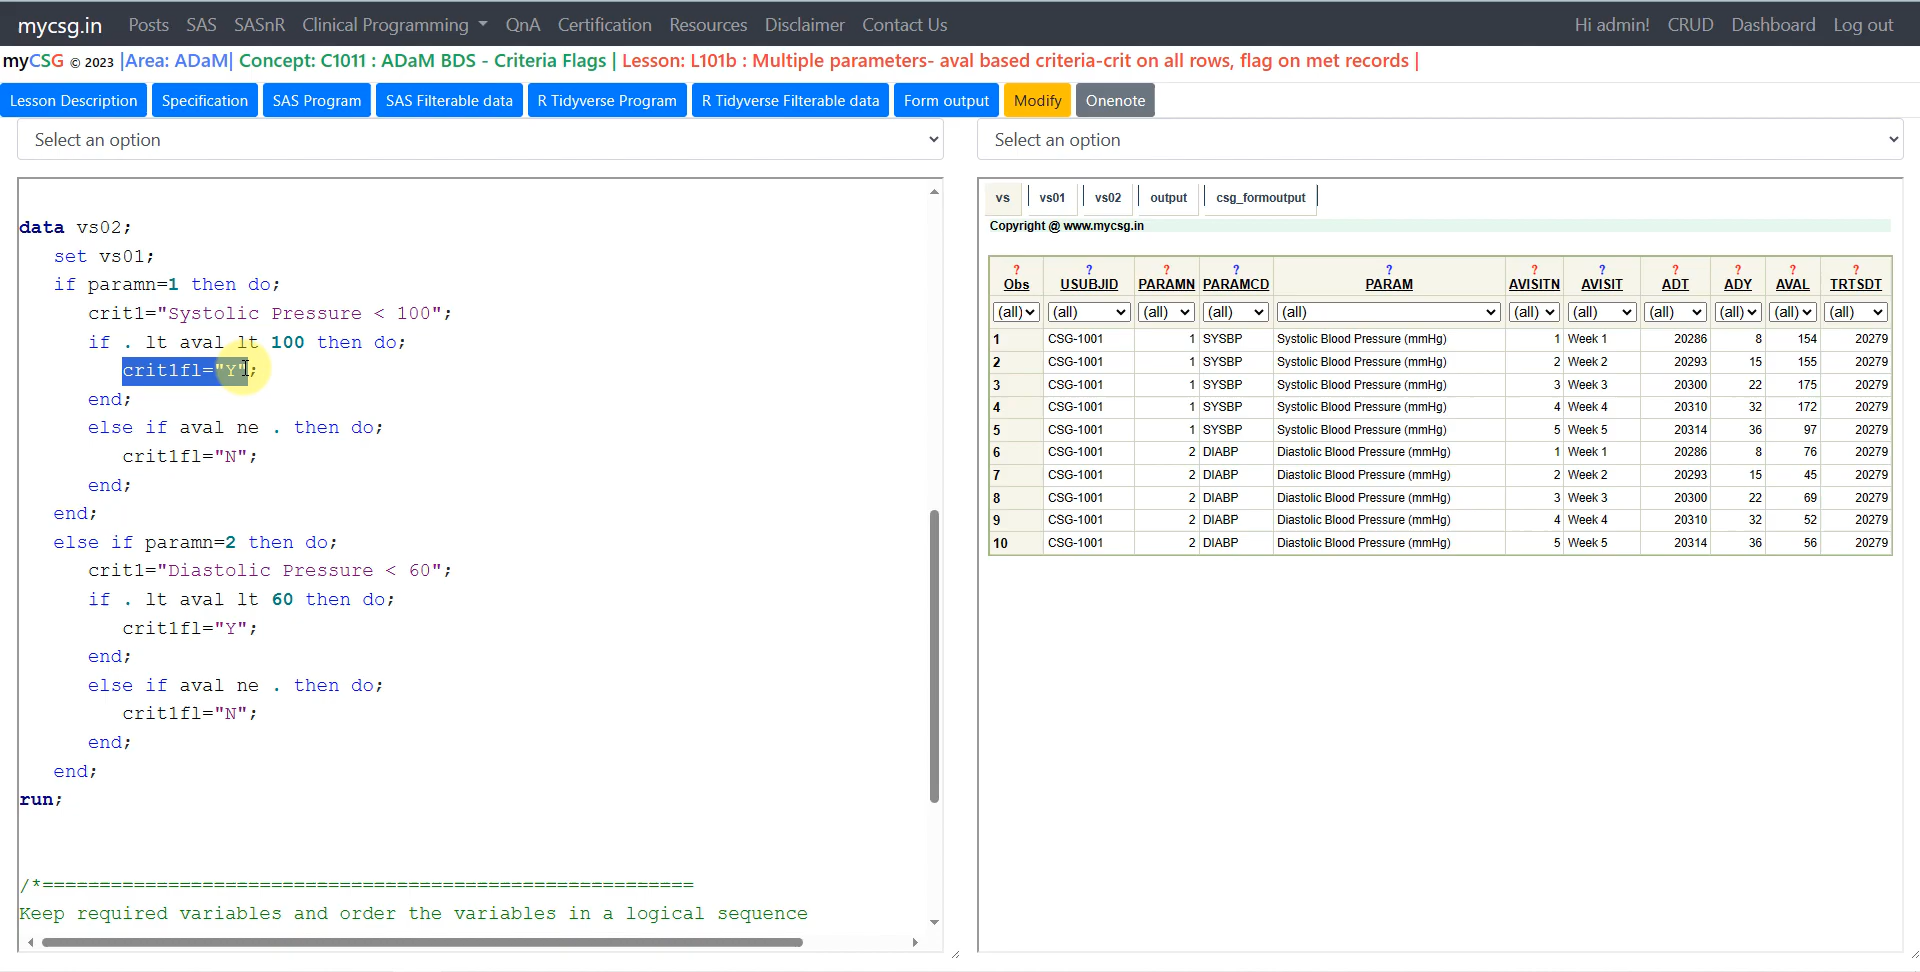 mycsg.in Posts SAS SASnR Clinical Programming QnA Certification Resources Disclaimer Contact Us Hi admin! CRUD Dashboard Log out
myCSG © 2023 |Area: ADaM| Concept: C1011 : ADaM BDS - Criteria Flags | Lesson: L101b : Multiple parameters- aval based criteria-crit on all rows, flag on met records |
Lesson Description Specification SAS Program SAS Filterable data R Tidyverse Program R Tidyverse Filterable data Form output Modify Onenote
Select an option
data vs02;
set vs01;
if paramn=1 then do;
crit1="Systolic Pressure < 100";
if . lt aval lt 100 then do;
crit1fl="Y";
end;
else if aval ne . then do;
crit1fl="N";
end;
end;
else if paramn=2 then do;
crit1="Diastolic Pressure < 60";
if . lt aval lt 60 then do;
crit1fl="Y";
end;
else if aval ne . then do;
crit1fl="N";
end;
end;
run;
/*=========================================================
Keep required variables and order the variables in a logical sequence
Select an option
vs vs01 vs02 output csg_formoutput
Copyright @ www.mycsg.in
? ? ? ? ? ? ? ? ? ? ?
Obs USUBJID PARAMN PARAMCD PARAM AVISITN AVISIT ADT ADY AVAL TRTSDT
(all) (all) (all) (all) (all) (all) (all) (all) (all) (all) (all)
1 CSG-1001 1 SYSBP Systolic Blood Pressure (mmHg) 1 Week 1 20286 8 154 20279
2 CSG-1001 1 SYSBP Systolic Blood Pressure (mmHg) 2 Week 2 20293 15 155 20279
3 CSG-1001 1 SYSBP Systolic Blood Pressure (mmHg) 3 Week 3 20300 22 175 20279
4 CSG-1001 1 SYSBP Systolic Blood Pressure (mmHg) 4 Week 4 20310 32 172 20279
5 CSG-1001 1 SYSBP Systolic Blood Pressure (mmHg) 5 Week 5 20314 36 97 20279
6 CSG-1001 2 DIABP Diastolic Blood Pressure (mmHg) 1 Week 1 20286 8 76 20279
7 CSG-1001 2 DIABP Diastolic Blood Pressure (mmHg) 2 Week 2 20293 15 45 20279
8 CSG-1001 2 DIABP Diastolic Blood Pressure (mmHg) 3 Week 3 20300 22 69 20279
9 CSG-1001 2 DIABP Diastolic Blood Pressure (mmHg) 4 Week 4 20310 32 52 20279
10 CSG-1001 2 DIABP Diastolic Blood Pressure (mmHg) 5 Week 5 20314 36 56 20279